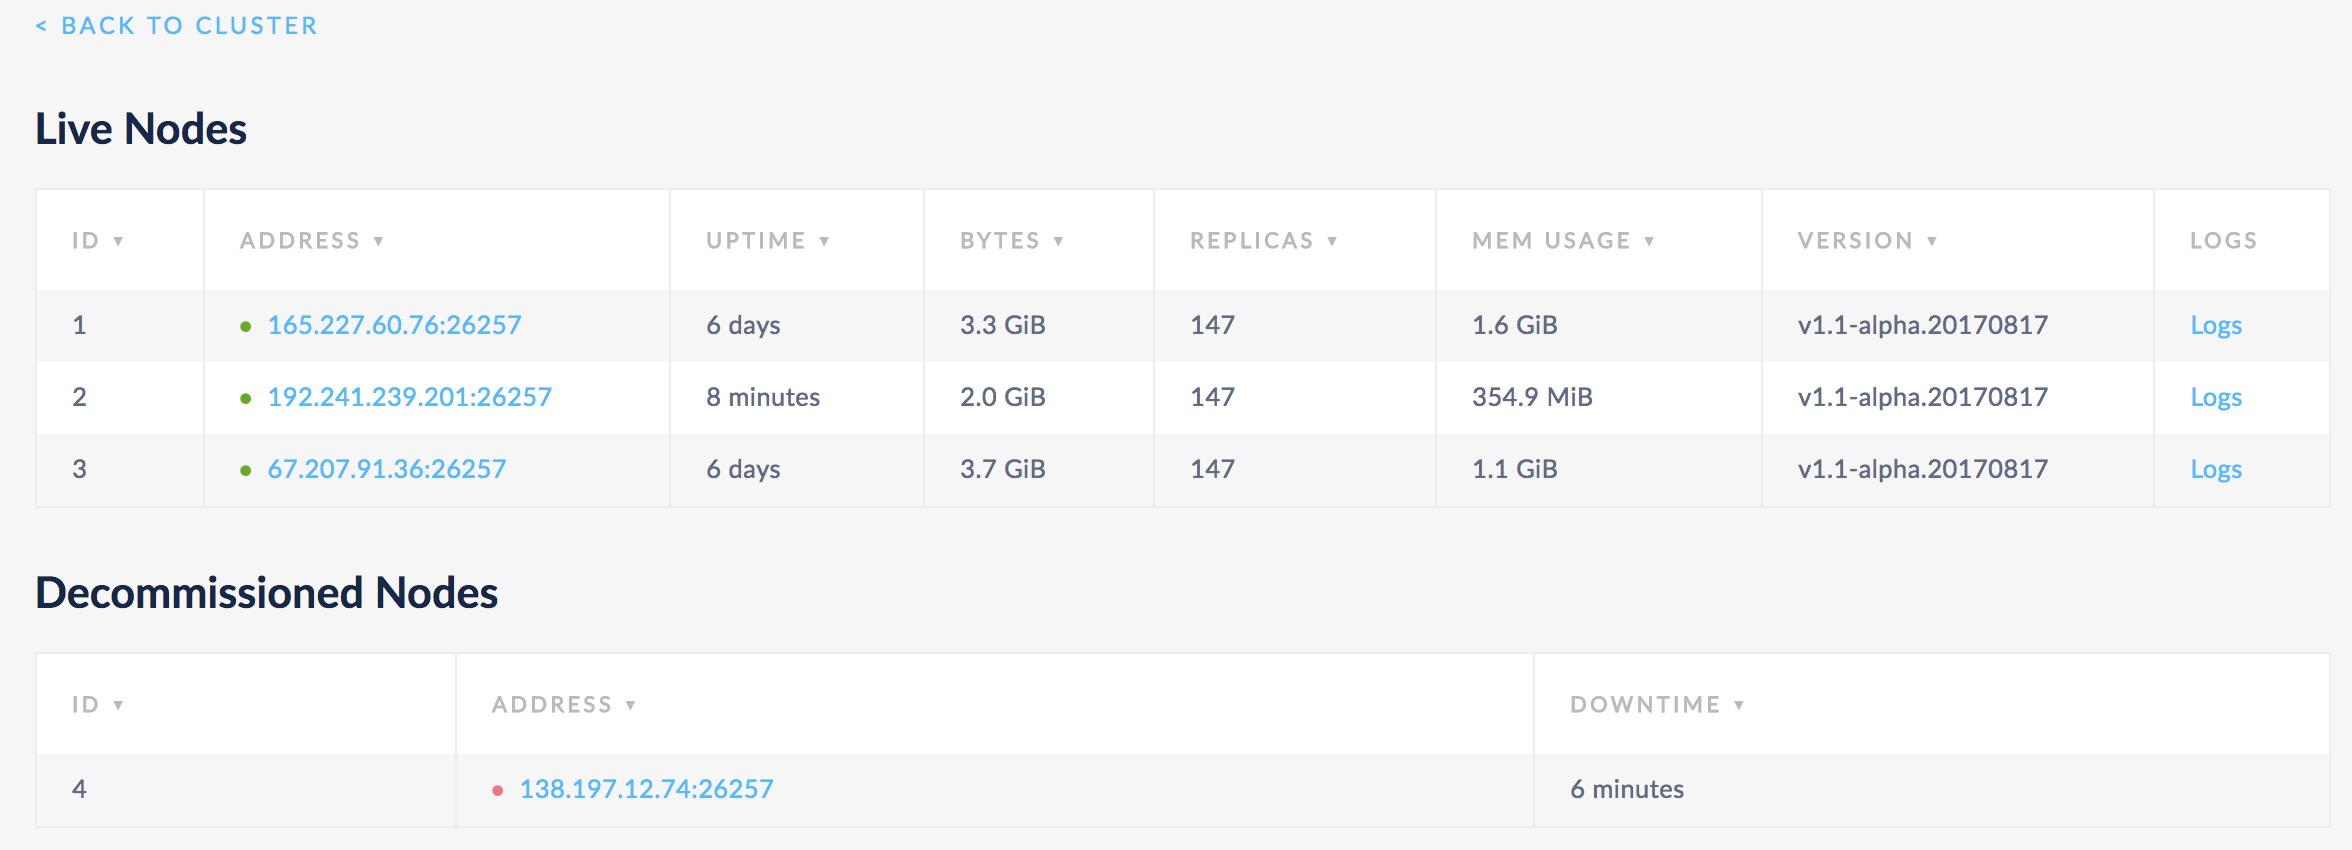 < BACK TO CLUSTER
Live Nodes
ID ▼ ADDRESS ▼ UPTIME ▼ BYTES ▼ REPLICAS ▼ MEM USAGE ▼ VERSION ▼ LOGS
1 165.227.60.76:26257 6 days 3.3 GiB 147 1.6 GiB v1.1-alpha.20170817 Logs
2 192.241.239.201:26257 8 minutes 2.0 GiB 147 354.9 MiB v1.1-alpha.20170817 Logs
3 67.207.91.36:26257 6 days 3.7 GiB 147 1.1 GiB v1.1-alpha.20170817 Logs
Decommissioned Nodes
ID ▼ ADDRESS ▼ DOWNTIME ▼
4 138.197.12.74:26257 6 minutes